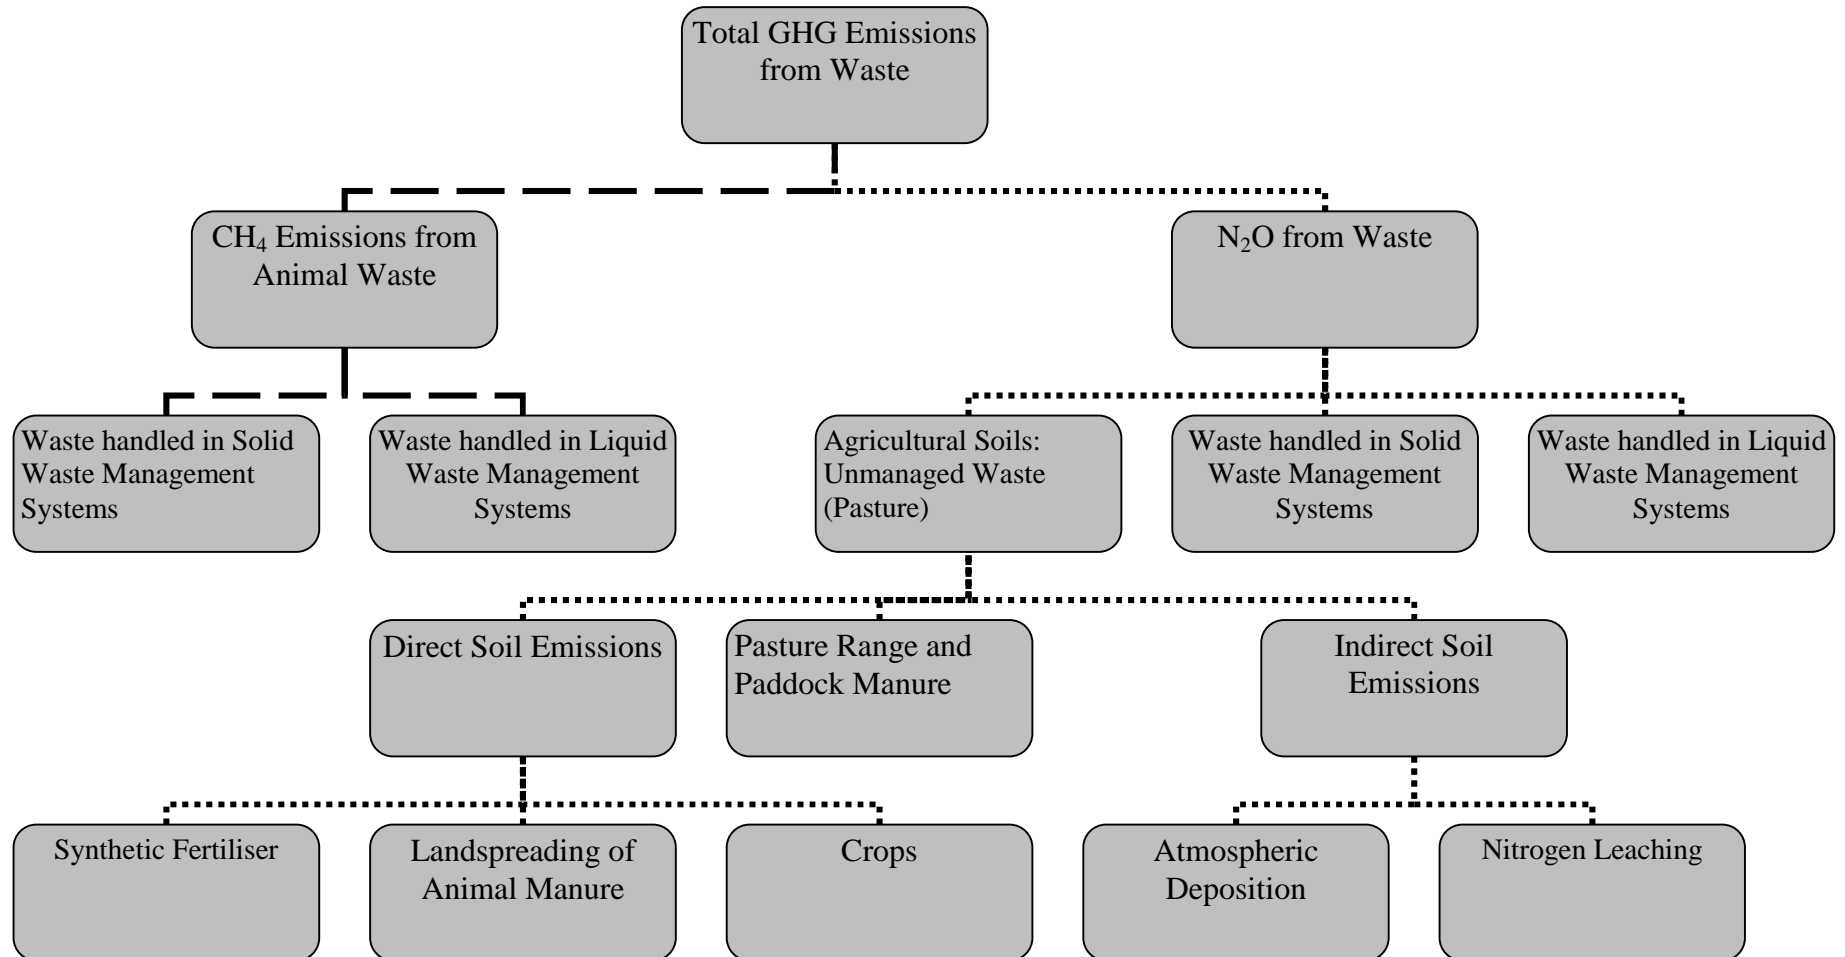 Total GHG Emissions
from Waste
CH₄ Emissions from
Animal Waste
N₂O from Waste
Waste handled in Solid
Waste Management
Systems
Waste handled in Liquid
Waste Management
Systems
Agricultural Soils:
Unmanaged Waste
(Pasture)
Waste handled in Solid
Waste Management
Systems
Waste handled in Liquid
Waste Management
Systems
Direct Soil Emissions
Pasture Range and
Paddock Manure
Indirect Soil
Emissions
Synthetic Fertiliser
Landspreading of
Animal Manure
Crops
Atmospheric
Deposition
Nitrogen Leaching